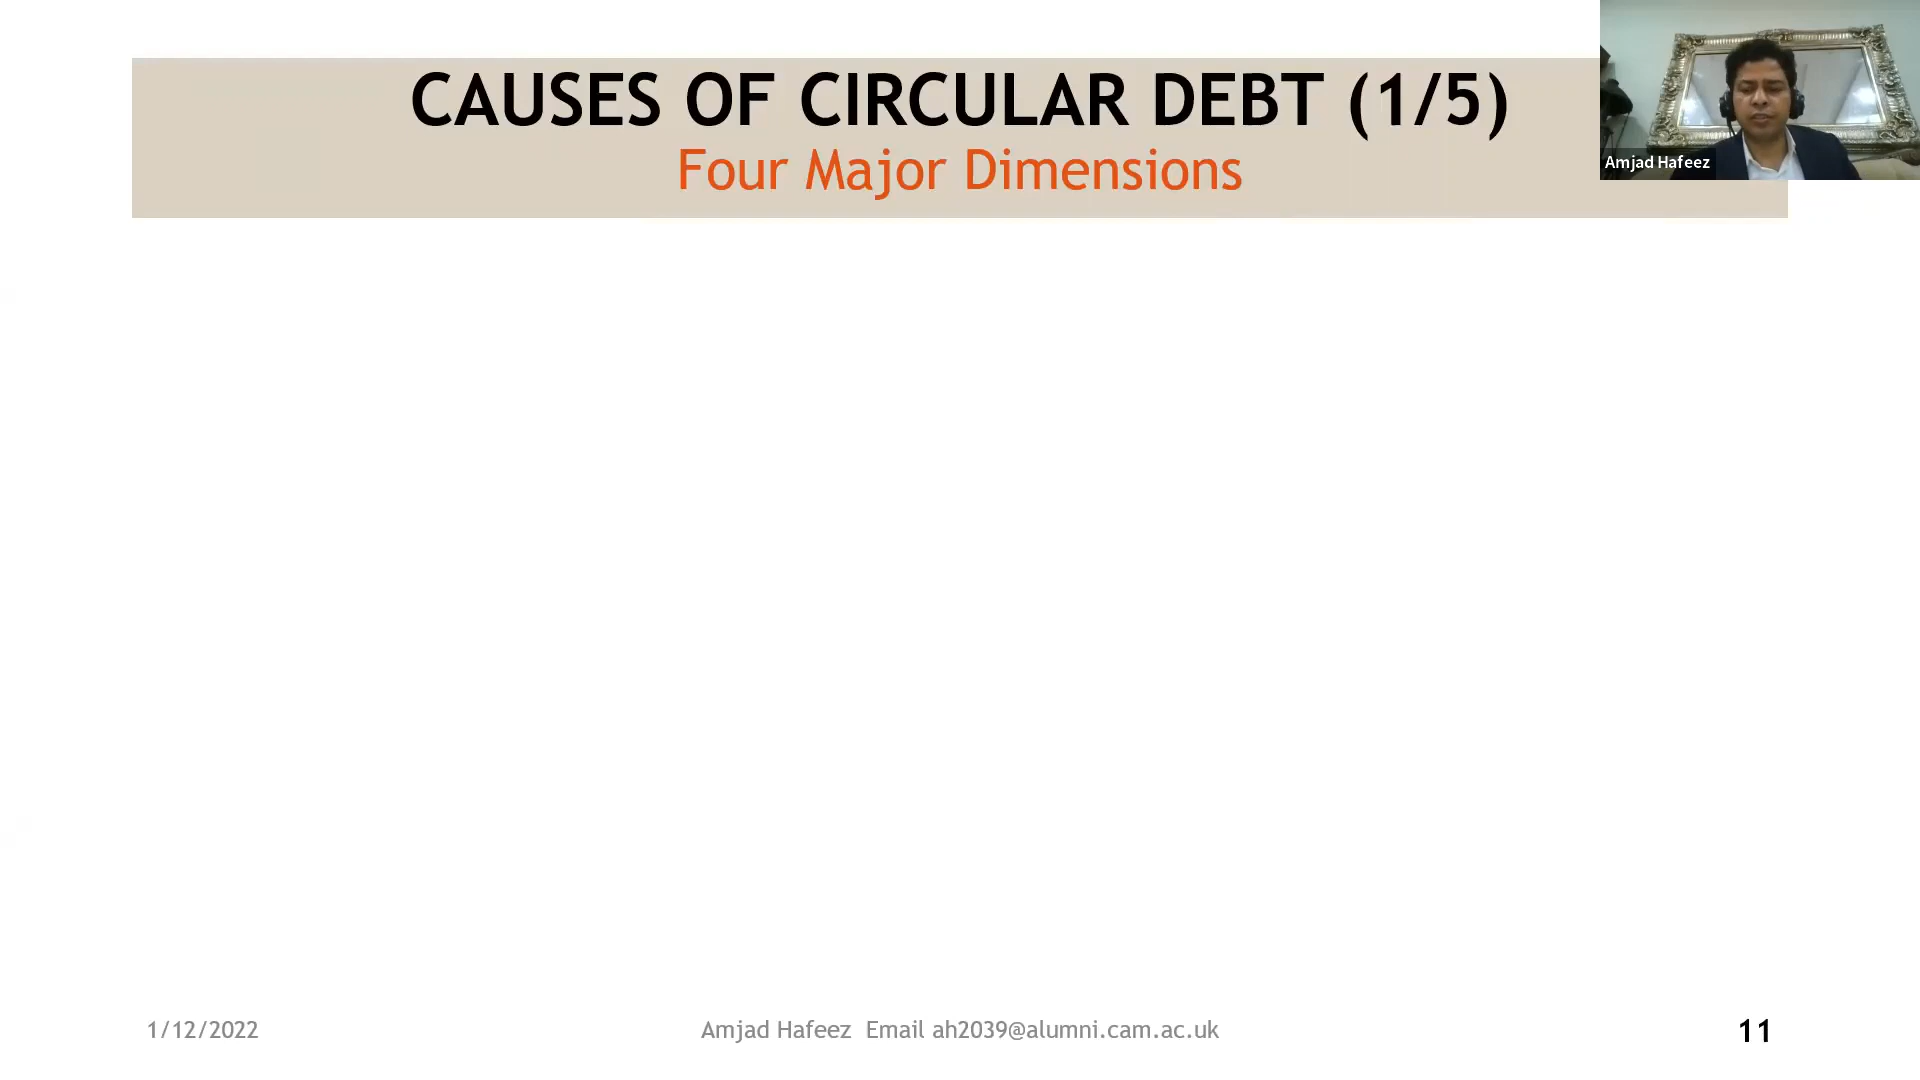 CAUSES OF CIRCULAR DEBT (1/5)
Four Major Dimensions
Amjad Hafeez
1/12/2022
Amjad Hafeez  Email ah2039@alumni.cam.ac.uk
11